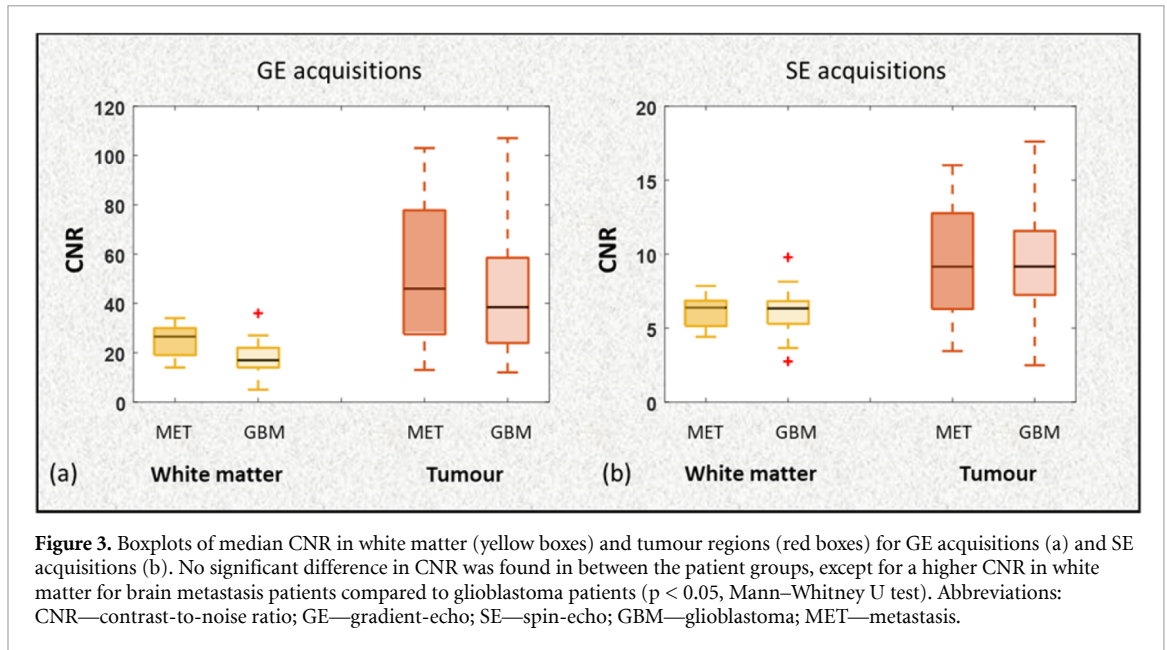 GE acquisitions
120
100
80
60
40
20
0
CNR
MET
GBM
MET
GBM
(a)
White matter
Tumour
SE acquisitions
20
15
10
5
0
CNR
MET
GBM
MET
GBM
(b)
White matter
Tumour
Figure 3. Boxplots of median CNR in white matter (yellow boxes) and tumour regions (red boxes) for GE acquisitions (a) and SE
acquisitions (b). No significant difference in CNR was found in between the patient groups, except for a higher CNR in white
matter for brain metastasis patients compared to glioblastoma patients (p < 0.05, Mann–Whitney U test). Abbreviations:
CNR—contrast-to-noise ratio; GE—gradient-echo; SE—spin-echo; GBM—glioblastoma; MET—metastasis.